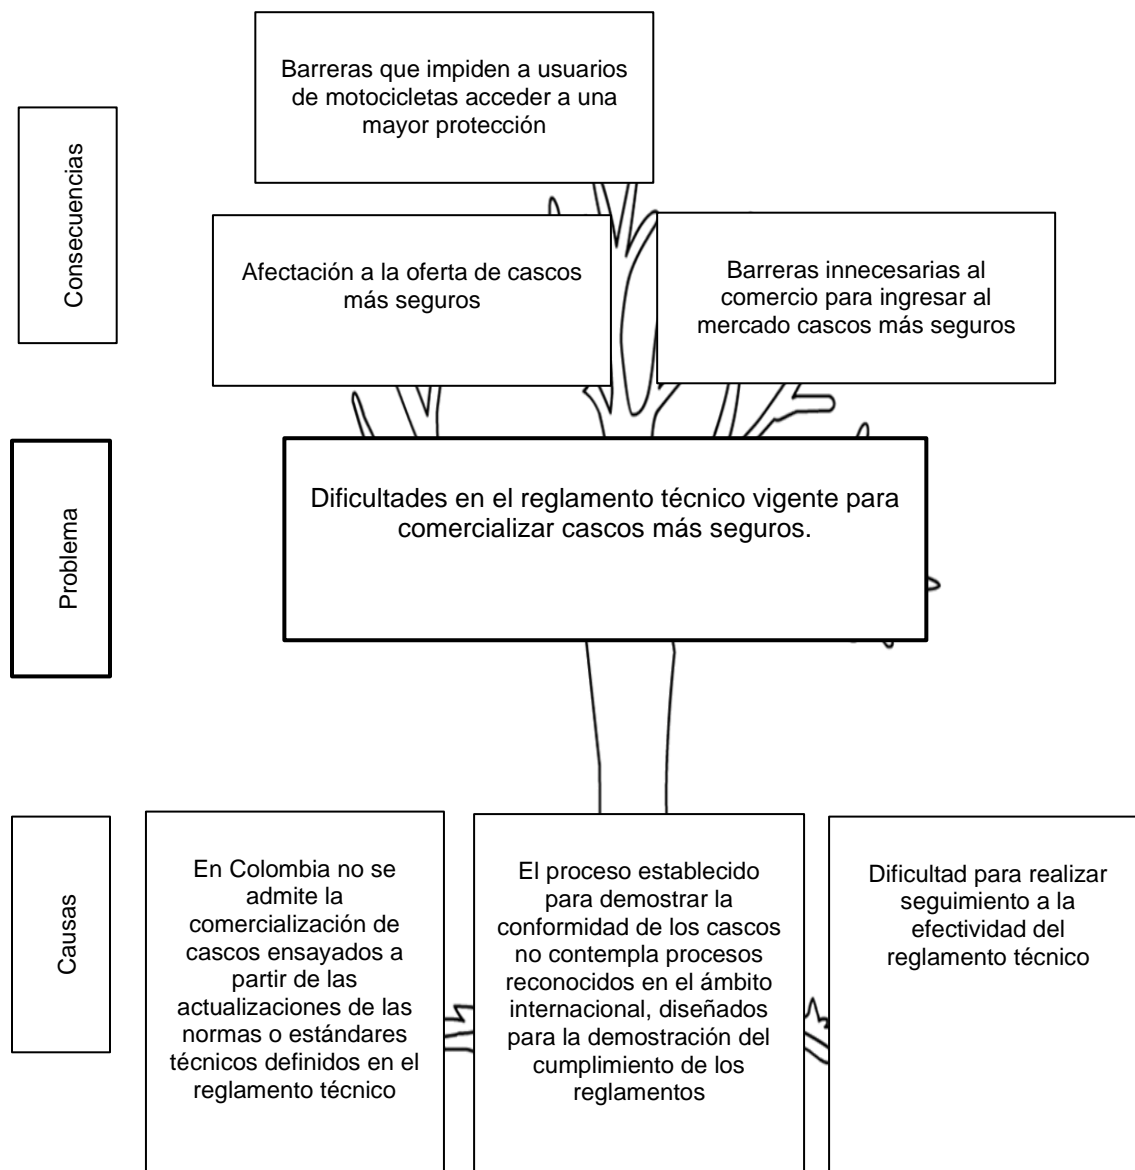 Barreras que impiden a usuarios
de motocicletas acceder a una
mayor protección
Consecuencias
Afectación a la oferta de cascos
más seguros
Barreras innecesarias al
comercio para ingresar al
mercado cascos más seguros
Problema
Dificultades en el reglamento técnico vigente para
comercializar cascos más seguros.
Causas
En Colombia no se
admite la
comercialización de
cascos ensayados a
partir de las
actualizaciones de las
normas o estándares
técnicos definidos en el
reglamento técnico
El proceso establecido
para demostrar la
conformidad de los cascos
no contempla procesos
reconocidos en el ámbito
internacional, diseñados
para la demostración del
cumplimiento de los
reglamentos
Dificultad para realizar
seguimiento a la
efectividad del
reglamento técnico